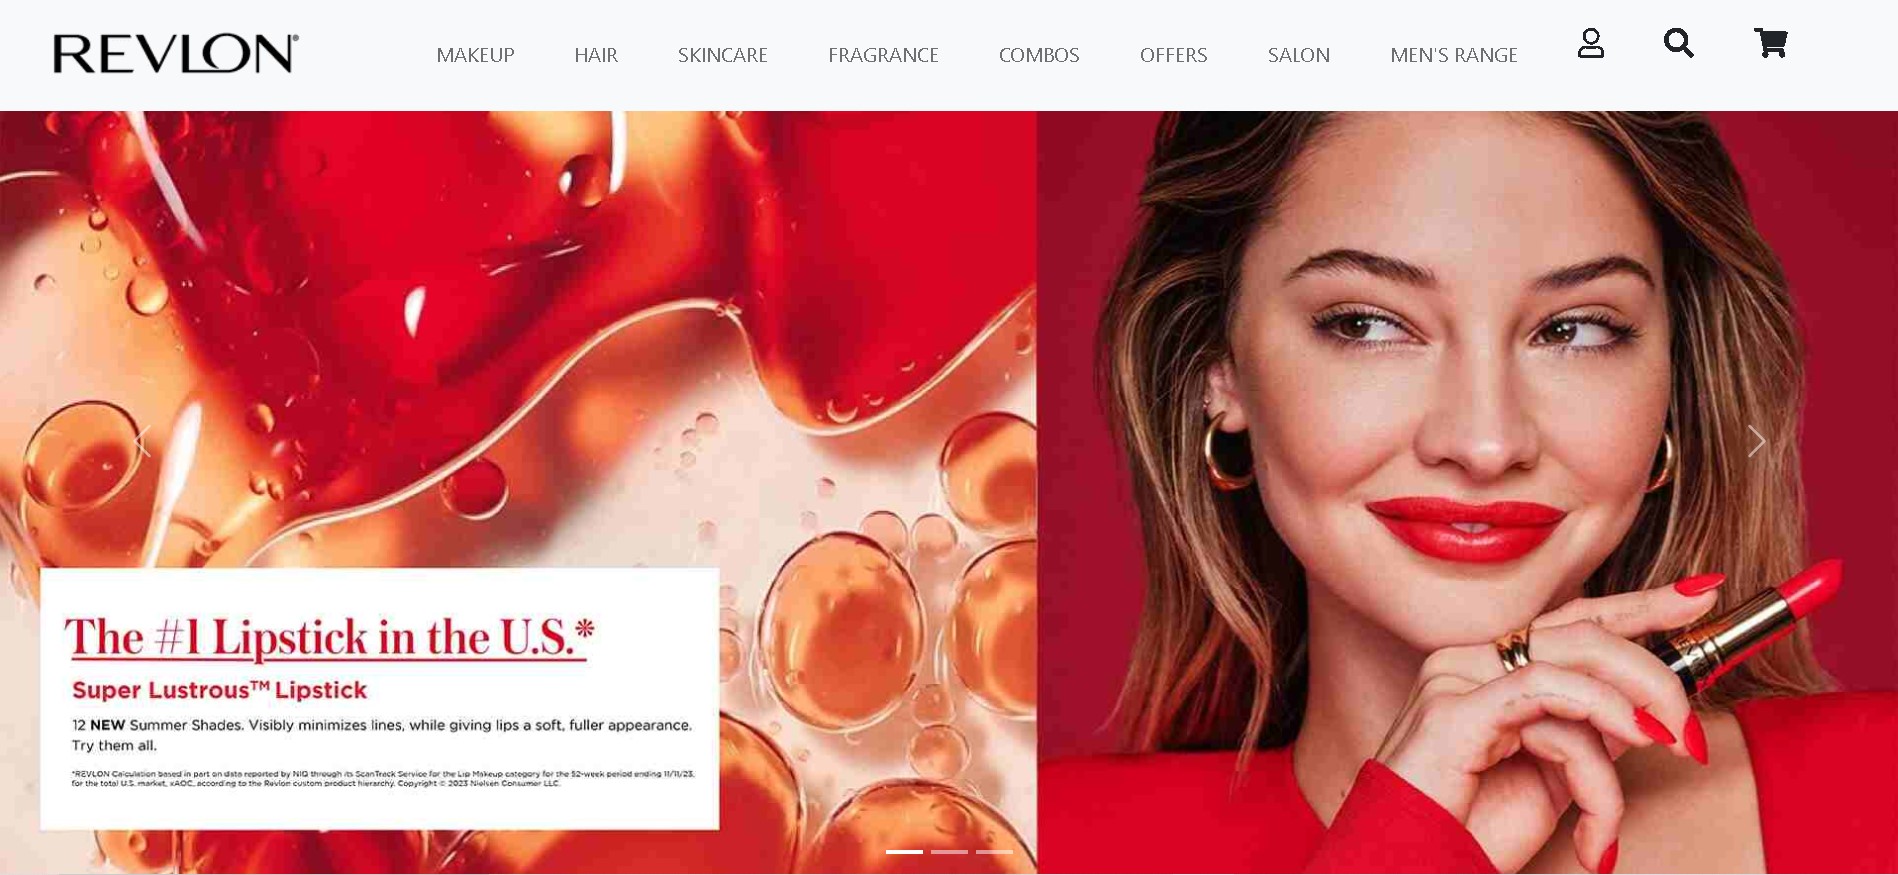 REVLON®
MAKEUP HAIR SKINCARE FRAGRANCE COMBOS OFFERS SALON MEN'S RANGE
The #1 Lipstick in the U.S.*
Super Lustrous™ Lipstick
12 NEW Summer Shades. Visibly minimizes lines, while giving lips a soft, fuller appearance.
Try them all.
*REVLON Calculation based in part on data reported by NIQ through its ScanTrack Service for the Lip Makeup category for the 52-week period ending 11/11/23,
for the total U.S. market, xAOC, according to the Revlon custom product hierarchy. Copyright © 2023 Nielsen Consumer LLC.